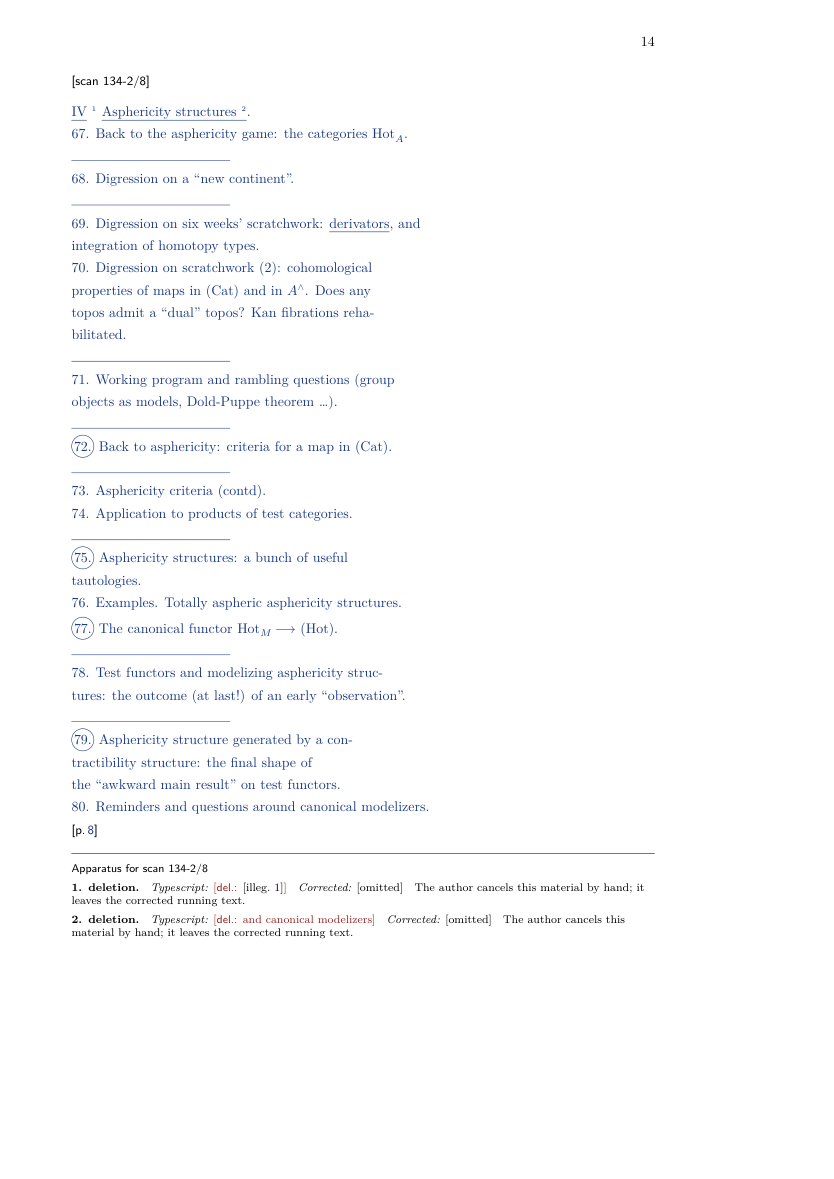 14
[scan 134-2/8]
IV ¹ Asphericity structures ².
67. Back to the asphericity game: the categories Hot_A.
68. Digression on a “new continent”.
69. Digression on six weeks’ scratchwork: derivators, and
integration of homotopy types.
70. Digression on scratchwork (2): cohomological
properties of maps in (Cat) and in A^. Does any
topos admit a “dual” topos? Kan fibrations reha-
bilitated.
71. Working program and rambling questions (group
objects as models, Dold-Puppe theorem ...).
72. Back to asphericity: criteria for a map in (Cat).
73. Asphericity criteria (contd).
74. Application to products of test categories.
75. Asphericity structures: a bunch of useful
tautologies.
76. Examples. Totally aspheric asphericity structures.
77. The canonical functor Hot_M ⟶ (Hot).
78. Test functors and modelizing asphericity struc-
tures: the outcome (at last!) of an early “observation”.
79. Asphericity structure generated by a con-
tractibility structure: the final shape of
the “awkward main result” on test functors.
80. Reminders and questions around canonical modelizers.
[p. 8]
Apparatus for scan 134-2/8
1. deletion. Typescript: [del.: [illeg. 1]] Corrected: [omitted] The author cancels this material by hand; it
leaves the corrected running text.
2. deletion. Typescript: [del.: and canonical modelizers] Corrected: [omitted] The author cancels this
material by hand; it leaves the corrected running text.